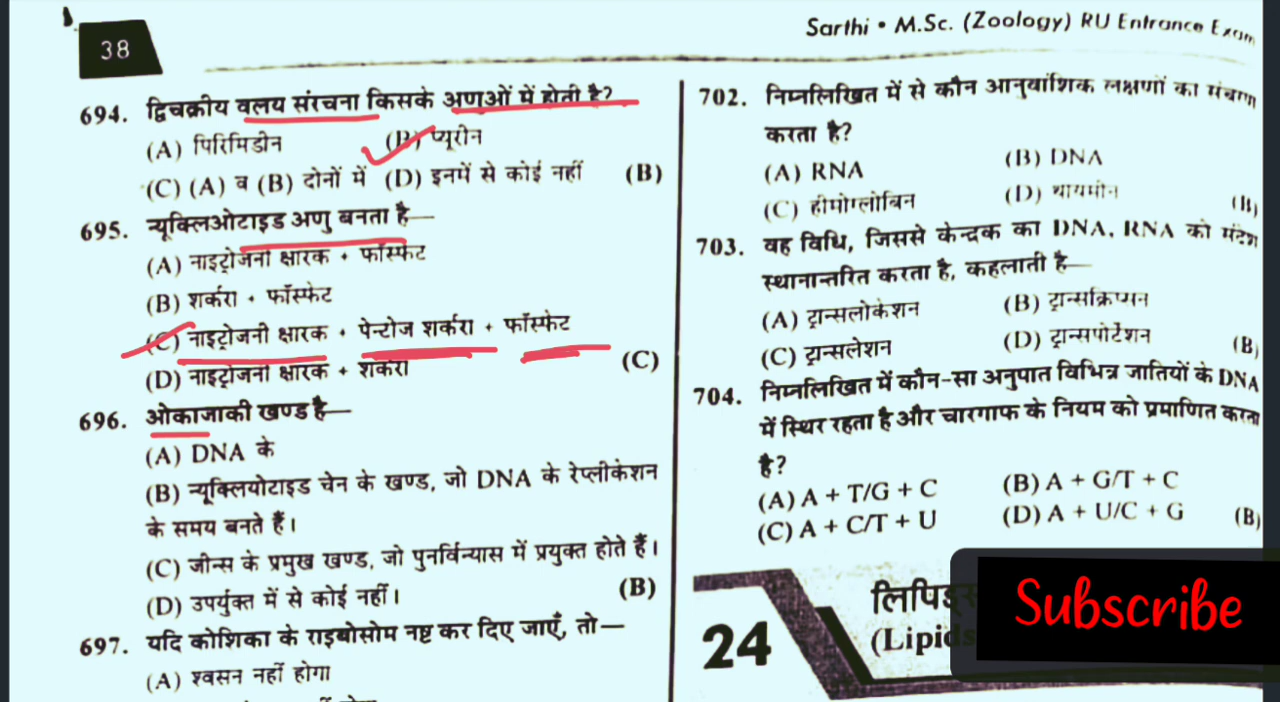 38
Sarthi • M.Sc. (Zoology) RU Entrance Exam
694. द्विचक्रीय वलय संरचना किसके अणुओं में होती है?
(A) पिरिमिडीन (B) प्यूरीन
(C) (A) व (B) दोनों में (D) इनमें से कोई नहीं (B)
695. न्यूक्लिओटाइड अणु बनता है—
(A) नाइट्रोजनी क्षारक + फॉस्फेट
(B) शर्करा + फॉस्फेट
(C) नाइट्रोजनी क्षारक + पेन्टोज शर्करा + फॉस्फेट
(D) नाइट्रोजनी क्षारक + शर्करा (C)
696. ओकाजाकी खण्ड है—
(A) DNA के
(B) न्यूक्लियोटाइड चेन के खण्ड, जो DNA के रेप्लीकेशन
के समय बनते हैं।
(C) जीन्स के प्रमुख खण्ड, जो पुनर्विन्यास में प्रयुक्त होते हैं।
(D) उपर्युक्त में से कोई नहीं। (B)
697. यदि कोशिका के राइबोसोम नष्ट कर दिए जाएँ, तो—
(A) श्वसन नहीं होगा
702. निम्नलिखित में से कौन आनुवांशिक लक्षणों का संचरण
करता है?
(A) RNA (B) DNA
(C) हीमोग्लोबिन (D) थायमीन (B)
703. वह विधि, जिससे केन्द्रक का DNA, RNA को संदेश
स्थानान्तरित करता है, कहलाती है—
(A) ट्रान्सलोकेशन (B) ट्रान्सक्रिप्सन
(C) ट्रान्सलेशन (D) ट्रान्सपोर्टेशन (B)
704. निम्नलिखित में कौन-सा अनुपात विभिन्न जातियों के DNA
में स्थिर रहता है और चारगाफ के नियम को प्रमाणित करता
है?
(A) A + T/G + C (B) A + G/T + C
(C) A + C/T + U (D) A + U/C + G (B)
24
लिपिड्स
(Lipids
Subscribe